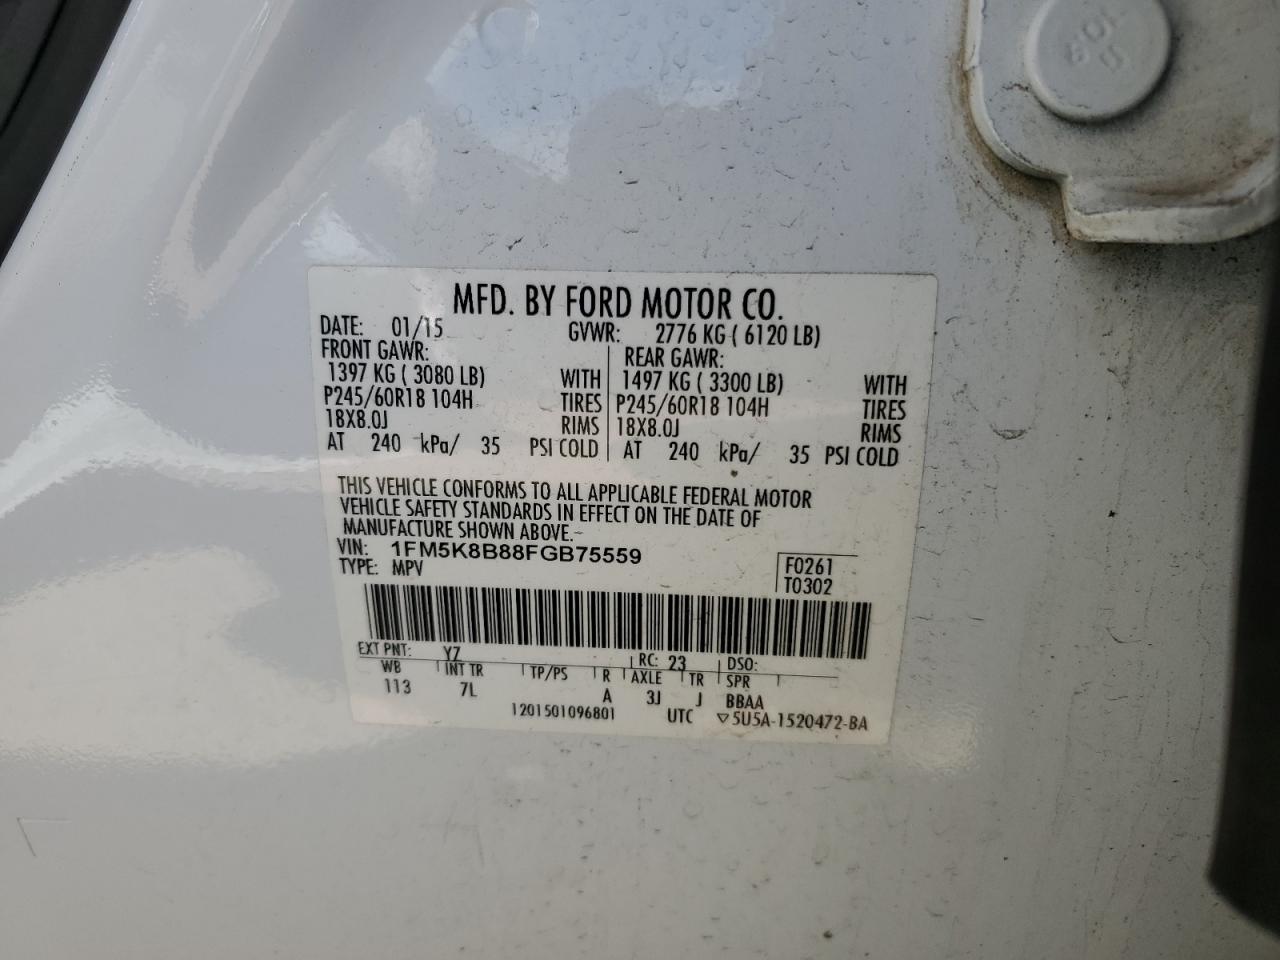 MFD. BY FORD MOTOR CO.
DATE: 01/15 GVWR: 2776 KG ( 6120 LB)
FRONT GAWR: REAR GAWR:
1397 KG ( 3080 LB) WITH 1497 KG ( 3300 LB) WITH
P245/60R18 104H TIRES P245/60R18 104H TIRES
18X8.0J RIMS 18X8.0J RIMS
AT 240 kPa/ 35 PSI COLD AT 240 kPa/ 35 PSI COLD
THIS VEHICLE CONFORMS TO ALL APPLICABLE FEDERAL MOTOR
VEHICLE SAFETY STANDARDS IN EFFECT ON THE DATE OF
MANUFACTURE SHOWN ABOVE.
VIN: 1FM5K8B88FGB75559 F0261
TYPE: MPV T0302
EXT PNT: YZ RC: 23 DSO:
WB INT TR TP/PS R AXLE TR SPR
113 7L A 3J J BBAA
1201501096801 UTC ▽5U5A-1520472-BA